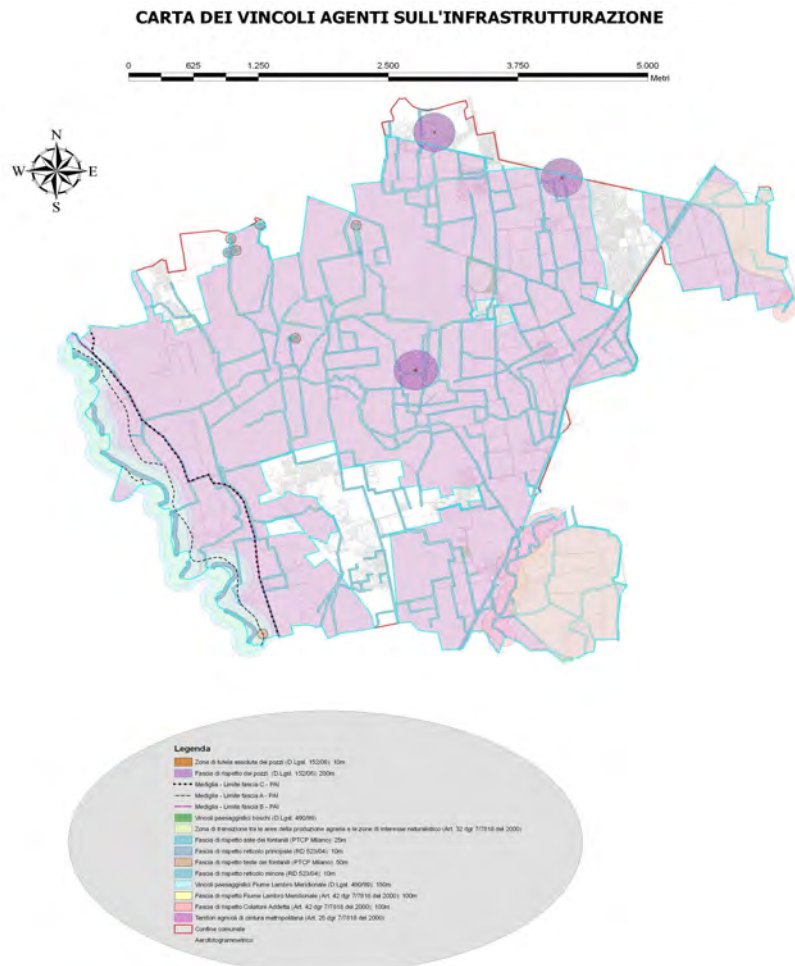 CARTA DEI VINCOLI AGENTI SULL'INFRASTRUTTURAZIONE
0 625 1.250 2.500 3.750 5.000
Metri
N
W E
S
Legenda
Zona di tutela assoluta dei pozzi (D.Lgsl. 152/06) 10m
Fascia di rispetto dei pozzi (D.Lgsl. 152/06) 200m
Mediglia - Limite fascia C - PAI
Mediglia - Limite fascia A - PAI
Mediglia - Limite fascia B - PAI
Vincoli paesaggistici boschi (D.Lgsl. 490/99)
Zona di transizione tra le aree della produzione agraria e le zone di interesse naturalistico (Art. 32 dgr 7/7818 del 2000)
Fascia di rispetto aste dei fontanili (PTCP Milano) 25m
Fascia di rispetto reticolo principale (RD 523/04) 10m
Fascia di rispetto teste dei fontanili (PTCP Milano) 50m
Fascia di rispetto reticolo minore (RD 523/04) 10m
Vincoli paesaggistici Fiume Lambro Meridionale (D.Lgsl. 490/99) 150m
Fascia di rispetto Fiume Lambro Meridionale (Art. 42 dgr 7/7818 del 2000) 100m
Fascia di rispetto Colatore Addetta (Art. 42 dgr 7/7818 del 2000) 100m
Territori agricoli di cintura metropolitana (Art. 25 dgr 7/7818 del 2000)
Confine comunale
Aerofotogrammetrico